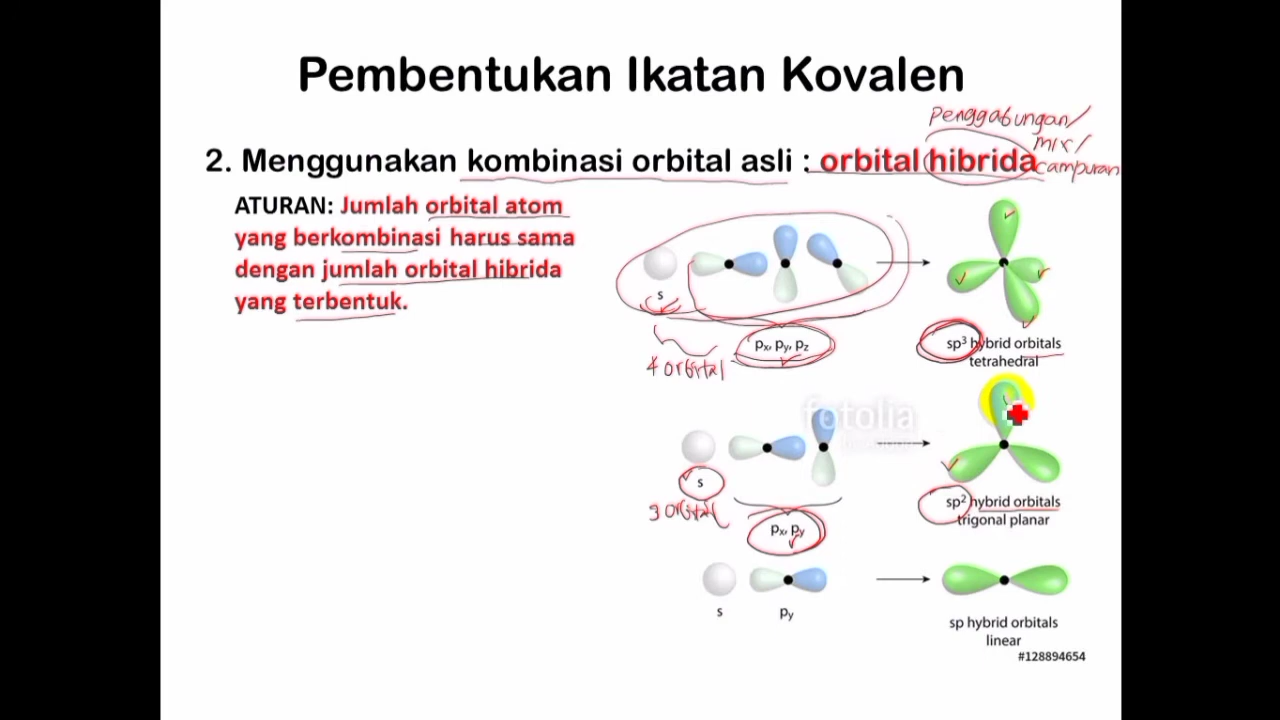 Pembentukan Ikatan Kovalen
Penggabungan/
mix/
campuran
2. Menggunakan kombinasi orbital asli : orbital hibrida
ATURAN: Jumlah orbital atom
yang berkombinasi harus sama
dengan jumlah orbital hibrida
yang terbentuk.
s
px, py, pz
4 orbital
sp³ hybrid orbitals
tetrahedral
fotolia
s
3 orbital
px, py
sp² hybrid orbitals
trigonal planar
s
py
sp hybrid orbitals
linear
#128894654